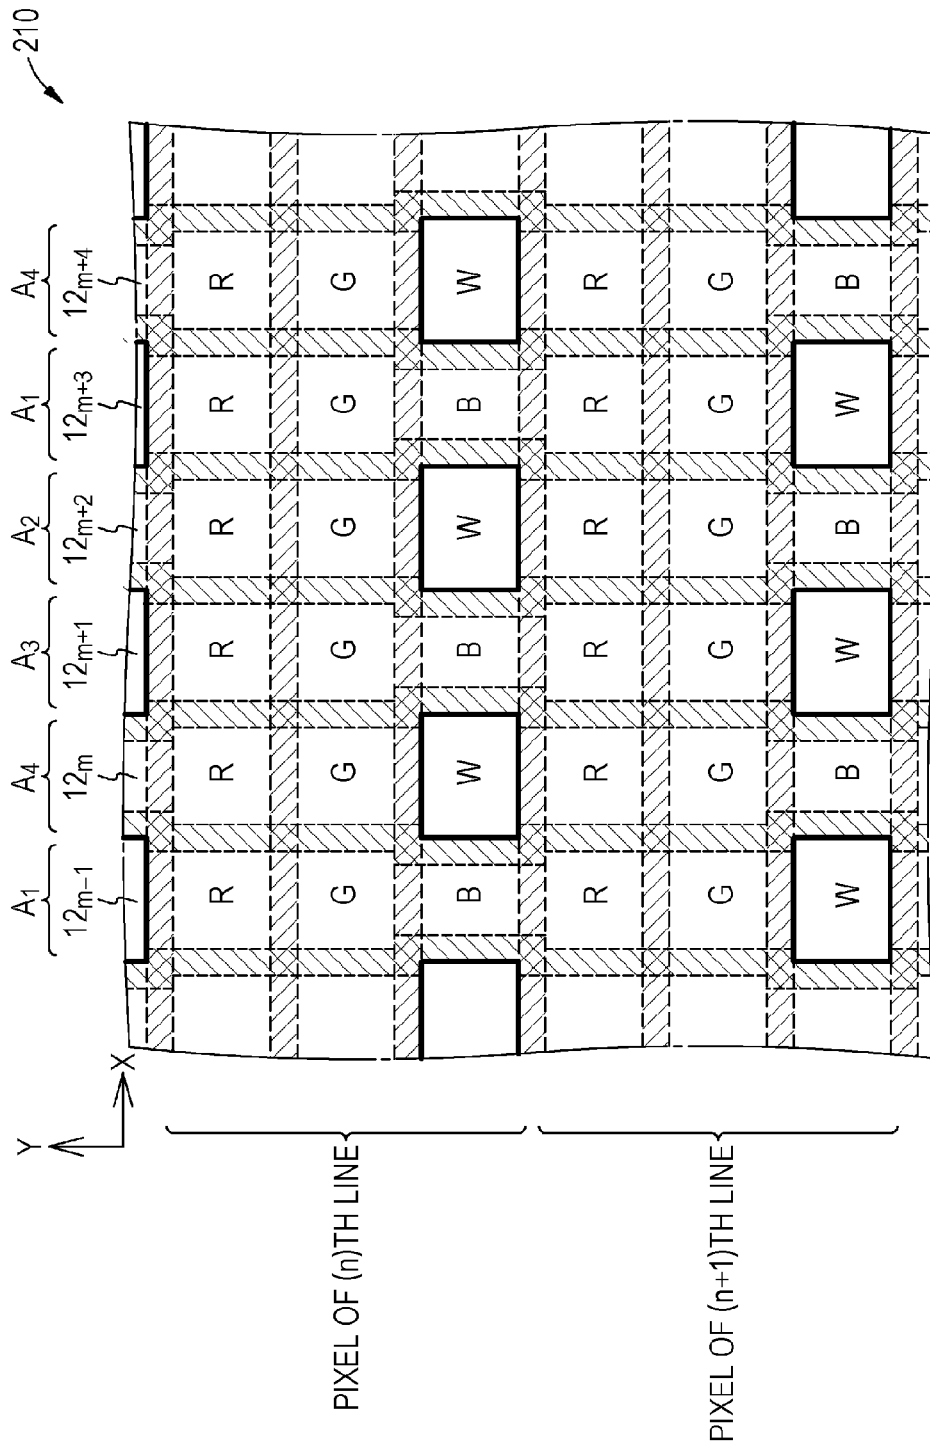 210
A1 A4 A3 A2 A1 A4
12m−1 12m 12m+1 12m+2 12m+3 12m+4
Y
X
PIXEL OF (n)TH LINE
R R R R R R
G G G G G G
B W B W B W
PIXEL OF (n+1)TH LINE
R R R R R R
G G G G G G
W B W B W B